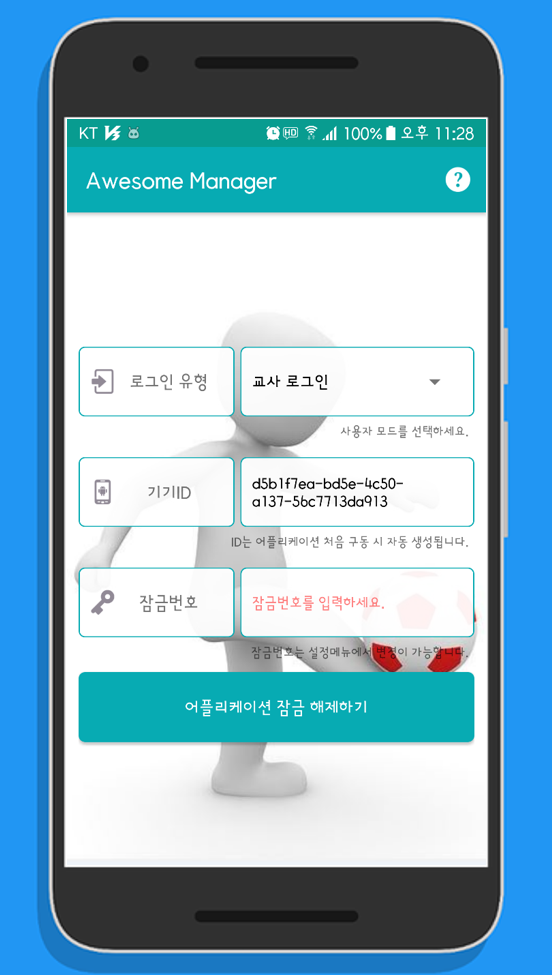 KT 100% 오후 11:28
Awesome Manager ?
로그인 유형
교사 로그인
사용자 모드를 선택하세요.
기기ID
d5b1f7ea-bd5e-4c50-
a137-56c7713da913
ID는 어플리케이션 처음 구동 시 자동 생성됩니다.
잠금번호
잠금번호를 입력하세요.
잠금번호는 설정메뉴에서 변경이 가능합니다.
어플리케이션 잠금 해제하기